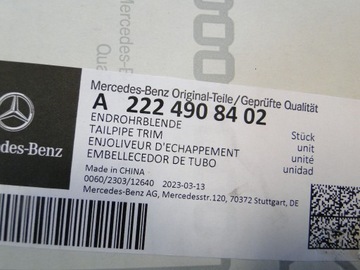 Mercedes-Benz
Mercedes-Benz Original-Teile/Geprüfte Qualität
A 222 490 84 02
ENDROHRBLENDE Stück
TAILPIPE TRIM unit
ENJOLIVEUR D'ECHAPPEMENT unité
EMBELLECEDOR DE TUBO unidad
Made in CHINA
0060/2303/12640 2023-03-13
Mercedes-Benz AG, Mercedesstr.120, 70372 Stuttgart, DE
des-Benz